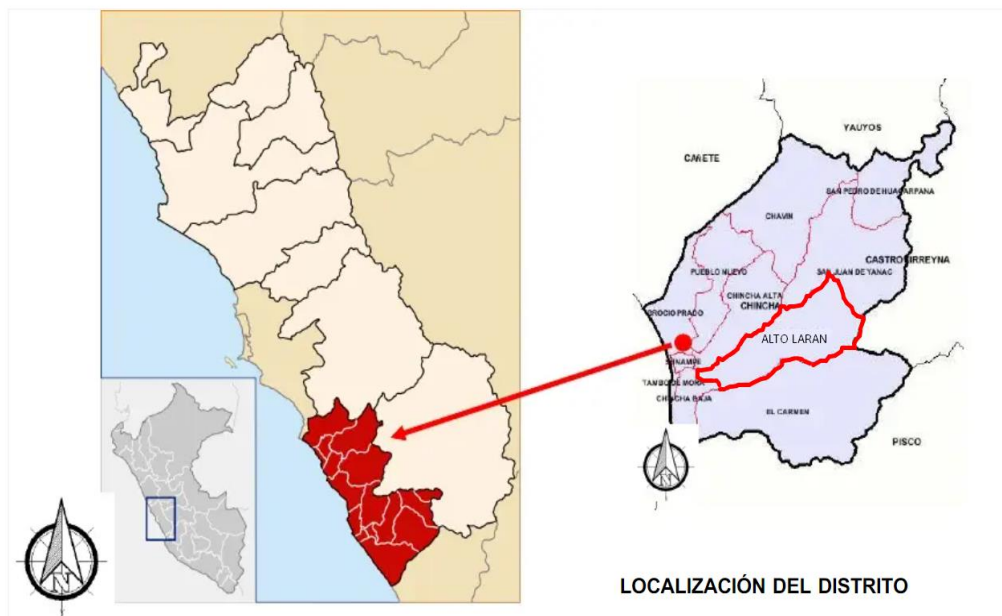 YAUYOS
CAÑETE
SAN PEDRO DE HUACARPANA
CHAVIN
CASTROVIRREYNA
PUEBLO NUEVO
SAN JUAN DE YANAC
CHINCHA ALTA
CHINCHA
GROCIO PRADO
ALTO LARAN
SUNAMPE
TAMBO DE MORA
CHINCHA BAJA
EL CARMEN
PISCO
N
N
LOCALIZACIÓN DEL DISTRITO